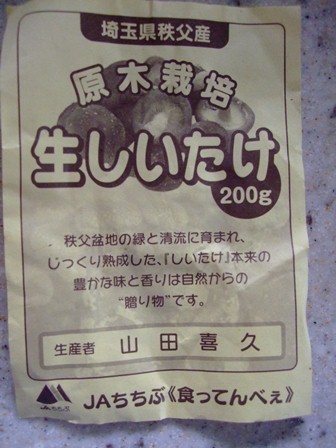 埼玉県秩父産
原木栽培
生しいたけ
200g
秩父盆地の緑と清流に育まれ、
じっくり熟成した、「しいたけ」本来の
豊かな味と香りは自然からの
“贈り物”です。
生産者 山田喜久
JAちちぶ
JAちちぶ《食ってんべぇ》